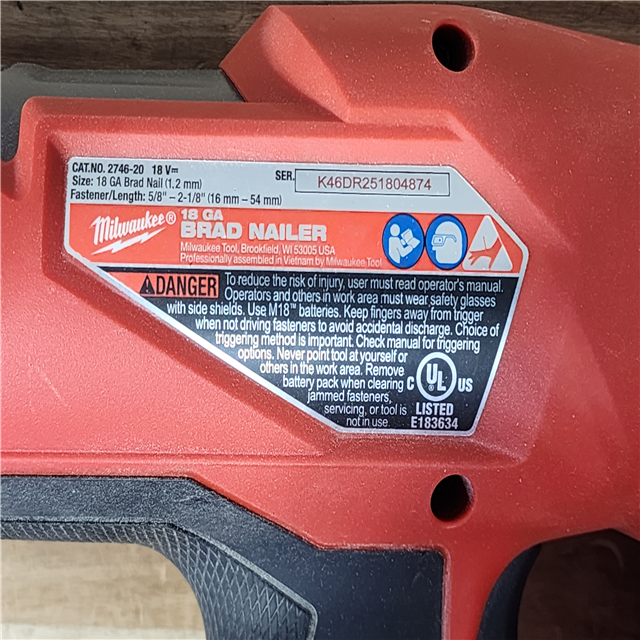 CAT.NO. 2746-20 18 V⎓
Size: 18 GA Brad Nail (1.2 mm)
Fastener/Length: 5/8" – 2-1/8" (16 mm – 54 mm)
SER. K46DR251804874
Milwaukee®
18 GA
BRAD NAILER
Milwaukee Tool, Brookfield, WI 53005 USA
Professionally assembled in Vietnam by Milwaukee Tool
DANGER To reduce the risk of injury, user must read operator's manual.
Operators and others in work area must wear safety glasses
with side shields. Use M18™ batteries. Keep fingers away from trigger
when not driving fasteners to avoid accidental discharge. Choice of
triggering method is important. Check manual for triggering
options. Never point tool at yourself or
others in the work area. Remove
battery pack when clearing
jammed fasteners,
servicing, or tool is
not in use.
C UL US
LISTED
E183634